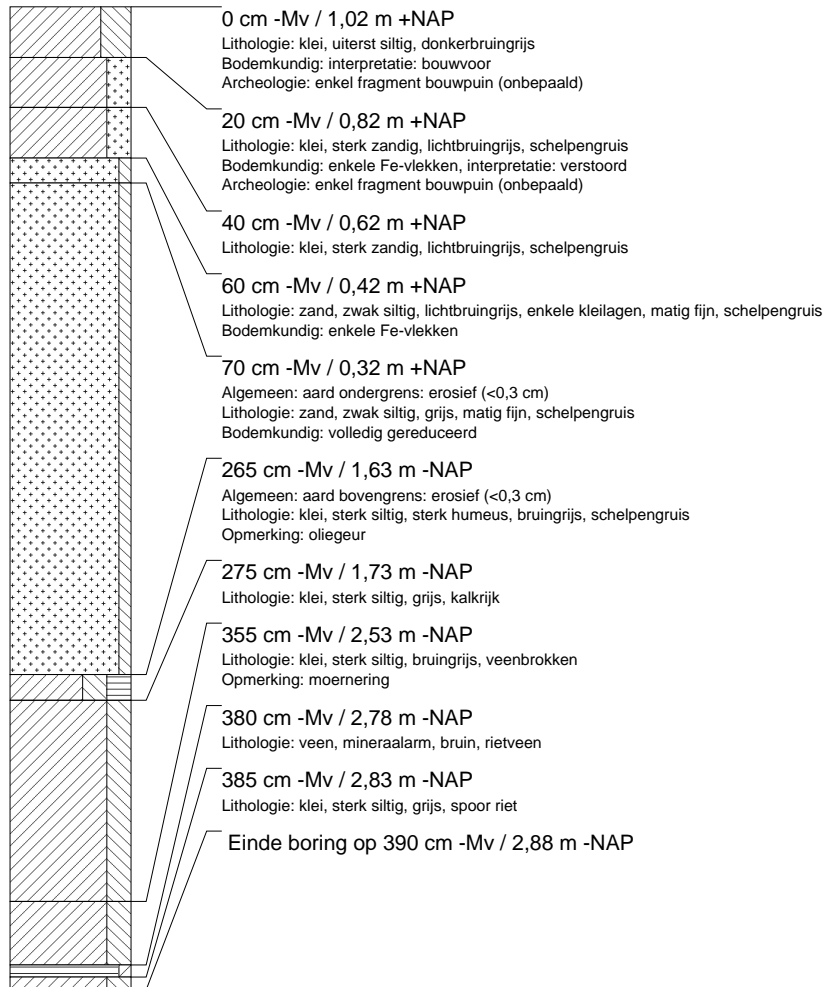 0 cm -Mv / 1,02 m +NAP
Lithologie: klei, uiterst siltig, donkerbruingrijs
Bodemkundig: interpretatie: bouwvoor
Archeologie: enkel fragment bouwpuin (onbepaald)
20 cm -Mv / 0,82 m +NAP
Lithologie: klei, sterk zandig, lichtbruingrijs, schelpengruis
Bodemkundig: enkele Fe-vlekken, interpretatie: verstoord
Archeologie: enkel fragment bouwpuin (onbepaald)
40 cm -Mv / 0,62 m +NAP
Lithologie: klei, sterk zandig, lichtbruingrijs, schelpengruis
60 cm -Mv / 0,42 m +NAP
Lithologie: zand, zwak siltig, lichtbruingrijs, enkele kleilagen, matig fijn, schelpengruis
Bodemkundig: enkele Fe-vlekken
70 cm -Mv / 0,32 m +NAP
Algemeen: aard ondergrens: erosief (<0,3 cm)
Lithologie: zand, zwak siltig, grijs, matig fijn, schelpengruis
Bodemkundig: volledig gereduceerd
265 cm -Mv / 1,63 m -NAP
Algemeen: aard bovengrens: erosief (<0,3 cm)
Lithologie: klei, sterk siltig, sterk humeus, bruingrijs, schelpengruis
Opmerking: oliegeur
275 cm -Mv / 1,73 m -NAP
Lithologie: klei, sterk siltig, grijs, kalkrijk
355 cm -Mv / 2,53 m -NAP
Lithologie: klei, sterk siltig, bruingrijs, veenbrokken
Opmerking: moernering
380 cm -Mv / 2,78 m -NAP
Lithologie: veen, mineraalarm, bruin, rietveen
385 cm -Mv / 2,83 m -NAP
Lithologie: klei, sterk siltig, grijs, spoor riet
Einde boring op 390 cm -Mv / 2,88 m -NAP